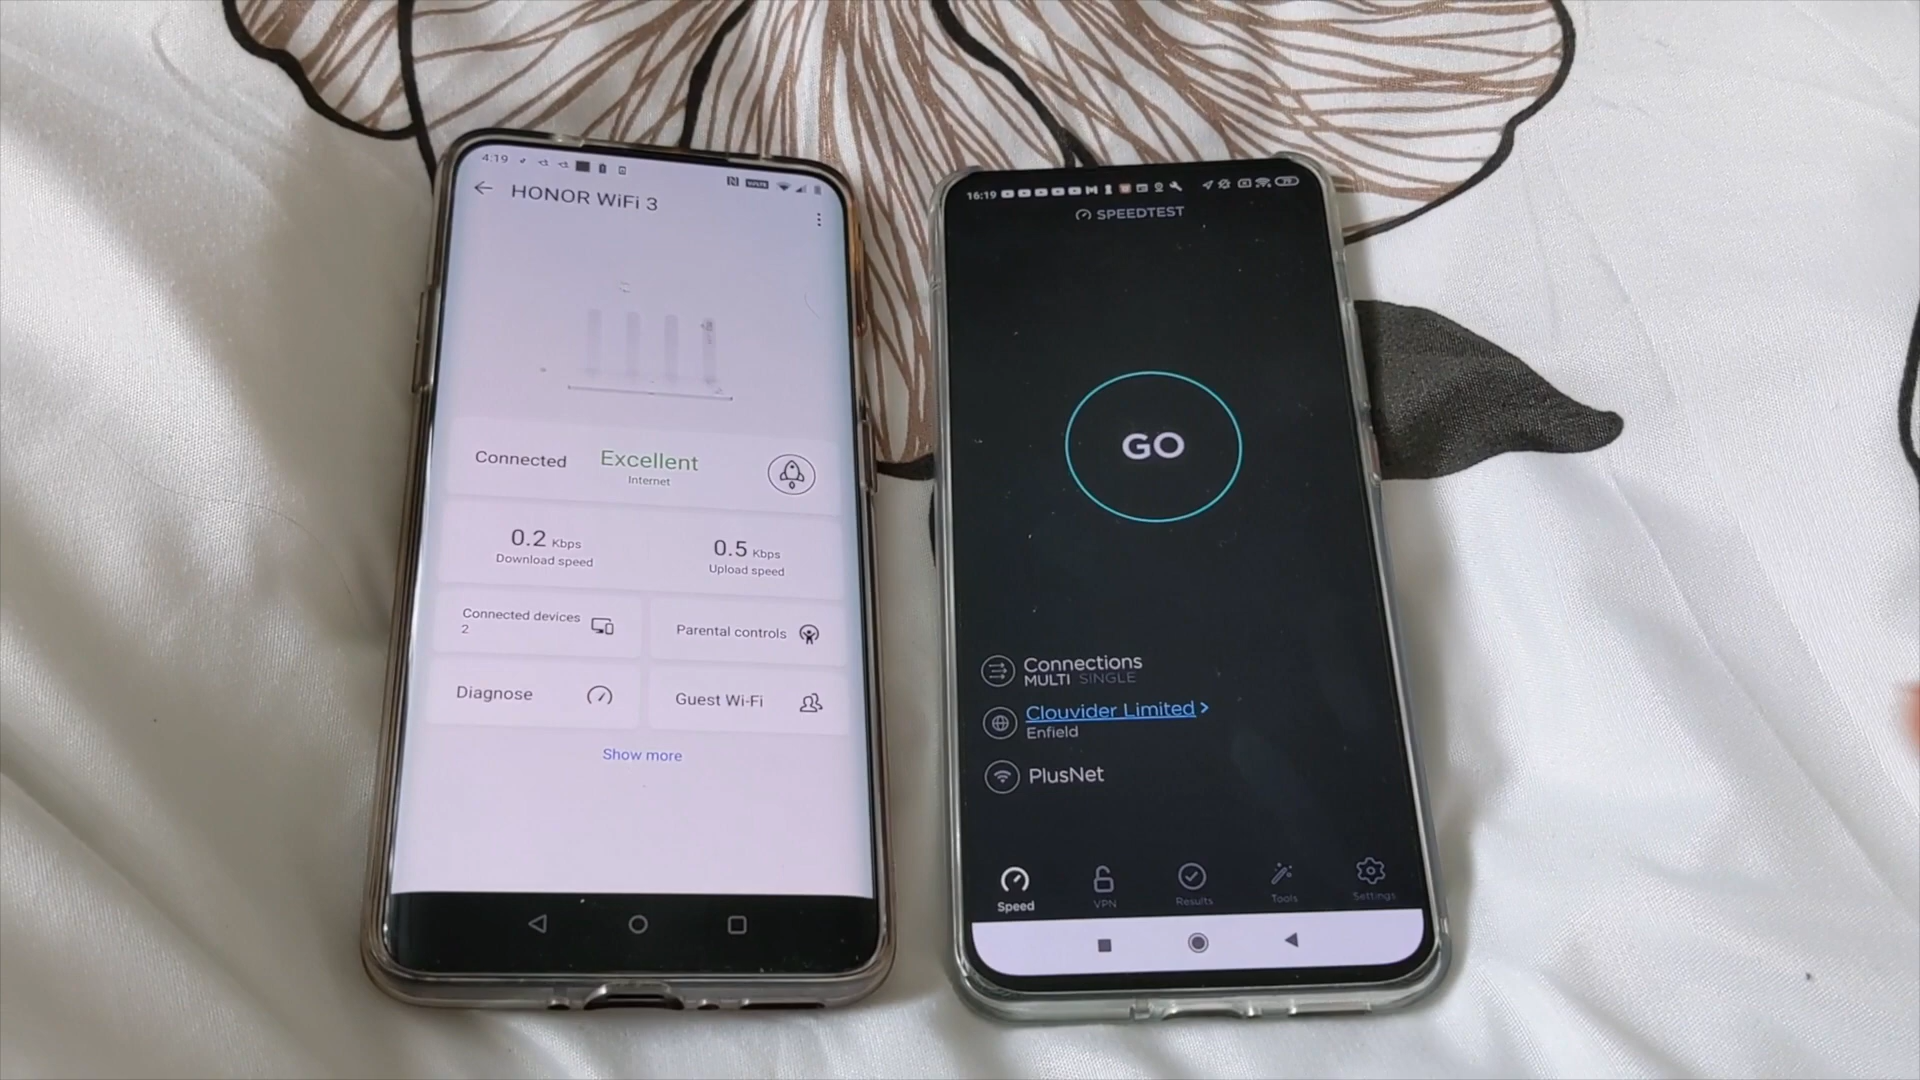 4:19
HONOR WiFi 3
Connected
Excellent
Internet
0.2 Kbps
Download speed
0.5 Kbps
Upload speed
Connected devices
2
Parental controls
Diagnose
Guest Wi-Fi
Show more
16:19
SPEEDTEST
GO
Connections
MULTI SINGLE
Clouvider Limited >
Enfield
PlusNet
Speed
VPN
Results
Tools
Settings